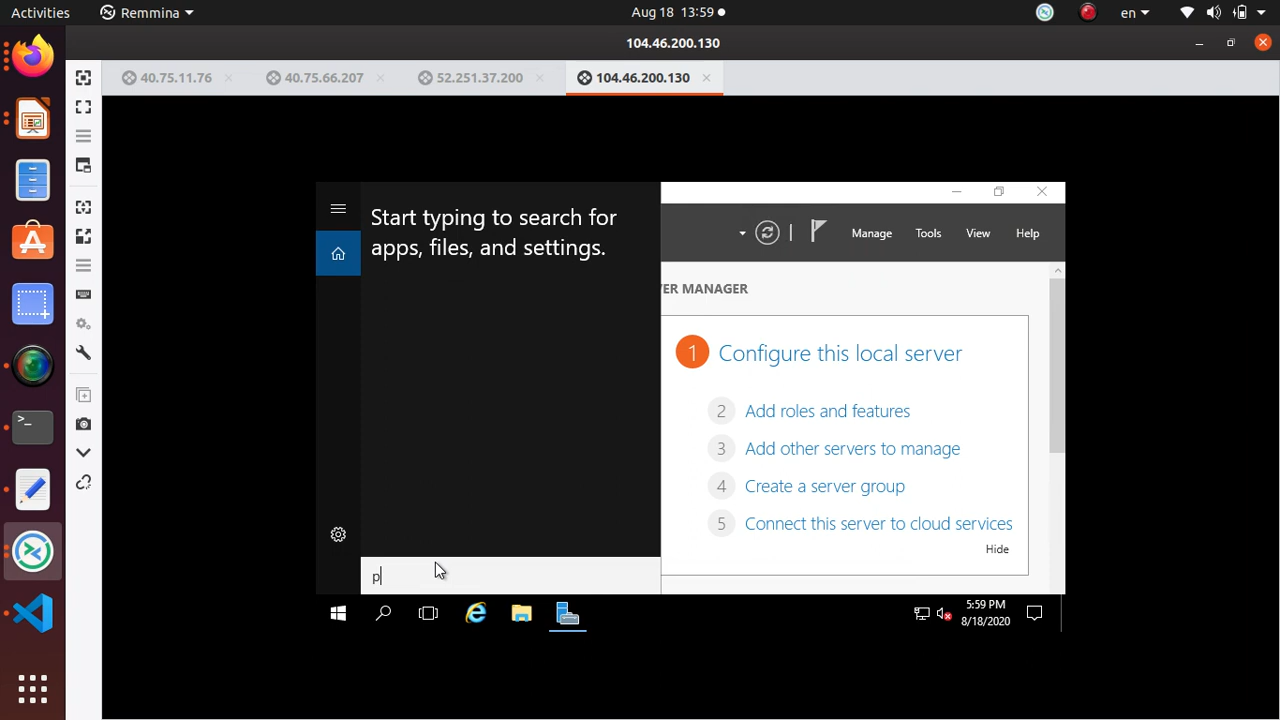 Activities
Remmina
Aug 18 13:59
en
104.46.200.130
40.75.11.76
40.75.66.207
52.251.37.200
104.46.200.130
Start typing to search for
apps, files, and settings.
p
Manage
Tools
View
Help
ER MANAGER
1 Configure this local server
2 Add roles and features
3 Add other servers to manage
4 Create a server group
5 Connect this server to cloud services
Hide
5:59 PM
8/18/2020